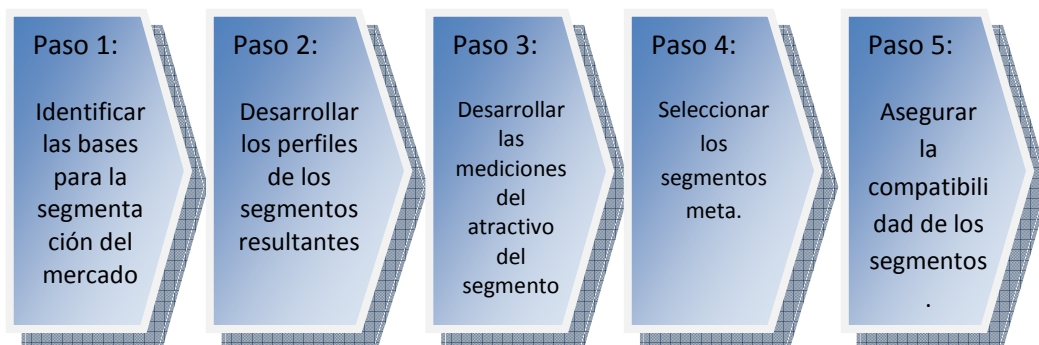 Paso 1:
Identificar
las bases
para la
segmenta
ción del
mercado
Paso 2:
Desarrollar
los perfiles
de los
segmentos
resultantes
Paso 3:
Desarrollar
las
mediciones
del
atractivo
del
segmento
Paso 4:
Seleccionar
los
segmentos
meta.
Paso 5:
Asegurar
la
compatibili
dad de los
segmentos
.